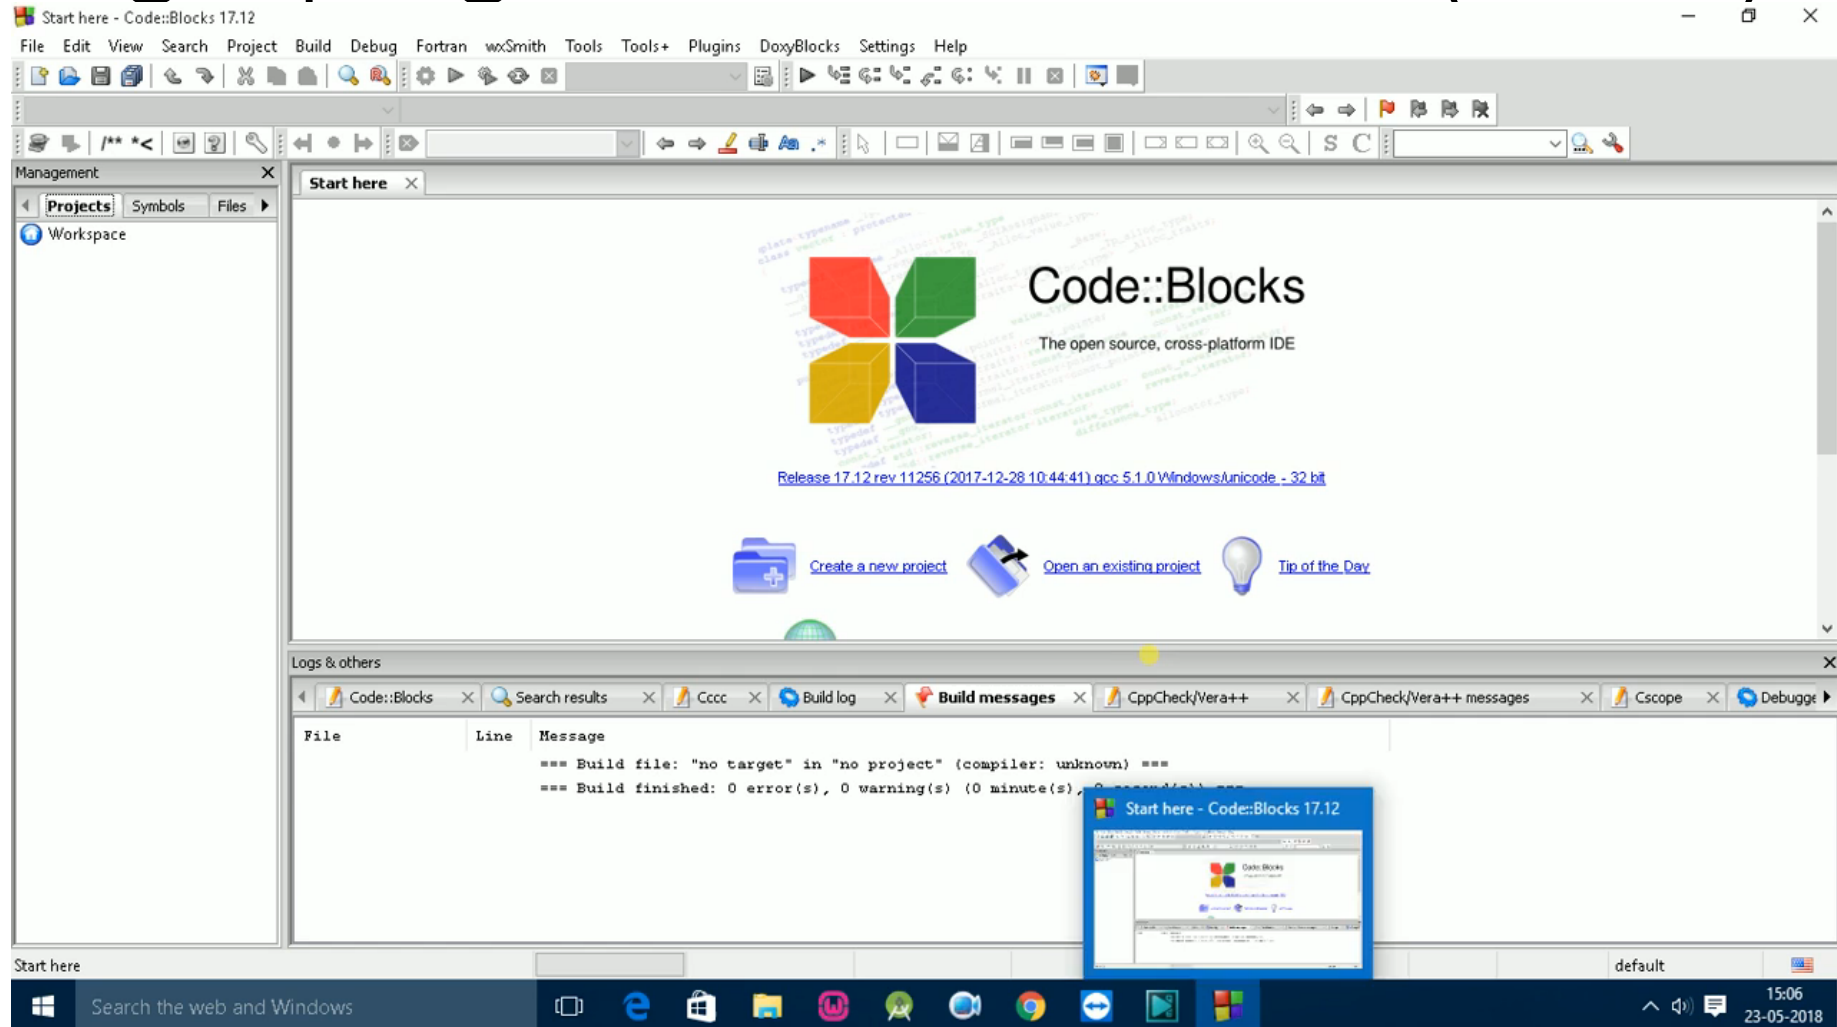 Start here - Code::Blocks 17.12
File Edit View Search Project Build Debug Fortran wxSmith Tools Tools+ Plugins DoxyBlocks Settings Help
/** *<
S C
Management
Start here
Projects Symbols Files
Workspace
Code::Blocks
The open source, cross-platform IDE
Release 17.12 rev 11256 (2017-12-28 10:44:41) gcc 5.1.0 Windows/unicode - 32 bit
Create a new project Open an existing project Tip of the Day
Logs & others
Code::Blocks Search results Cccc Build log Build messages CppCheck/Vera++ CppCheck/Vera++ messages Cscope Debugge
File Line Message
=== Build file: "no target" in "no project" (compiler: unknown) ===
=== Build finished: 0 error(s), 0 warning(s) (0 minute(s),
Start here - Code::Blocks 17.12
Code::Blocks
Start here default
Search the web and Windows
15:06
23-05-2018